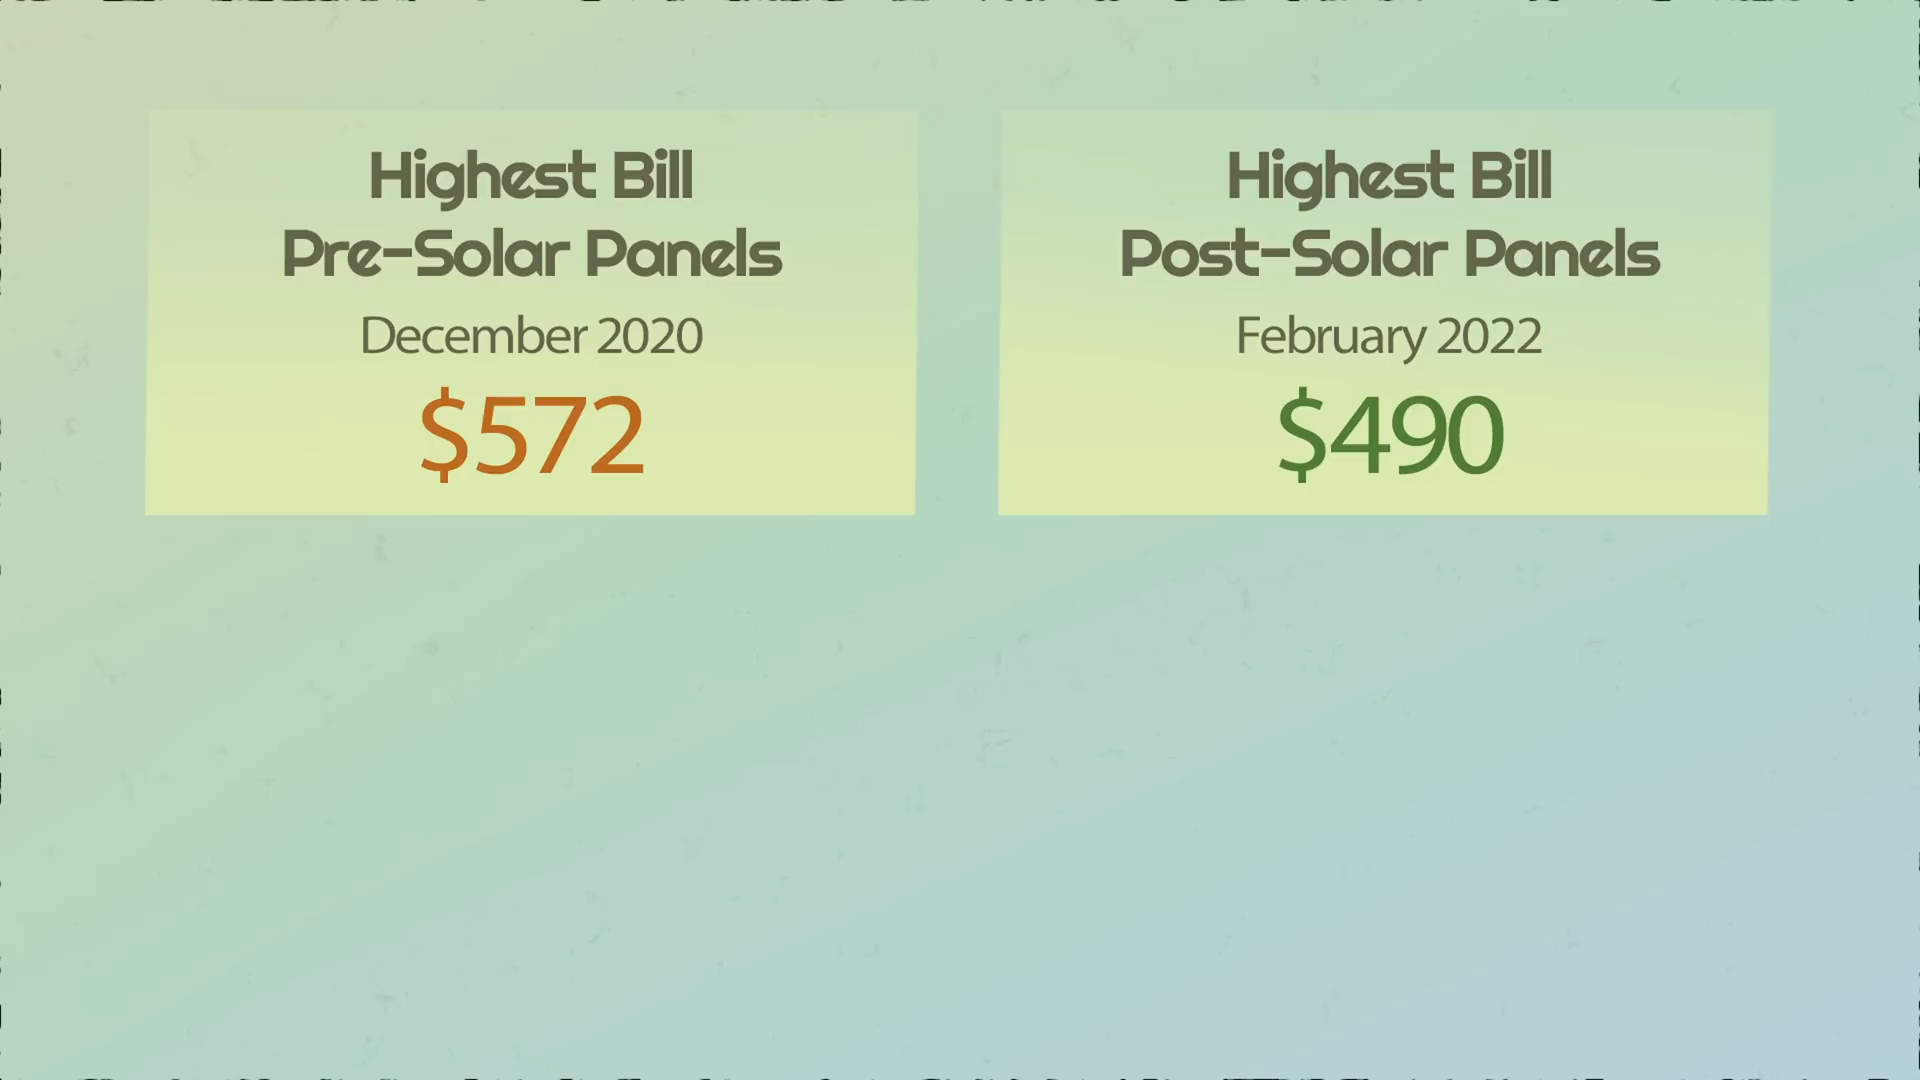 Highest Bill
Pre-Solar Panels
December 2020
$572
Highest Bill
Post-Solar Panels
February 2022
$490